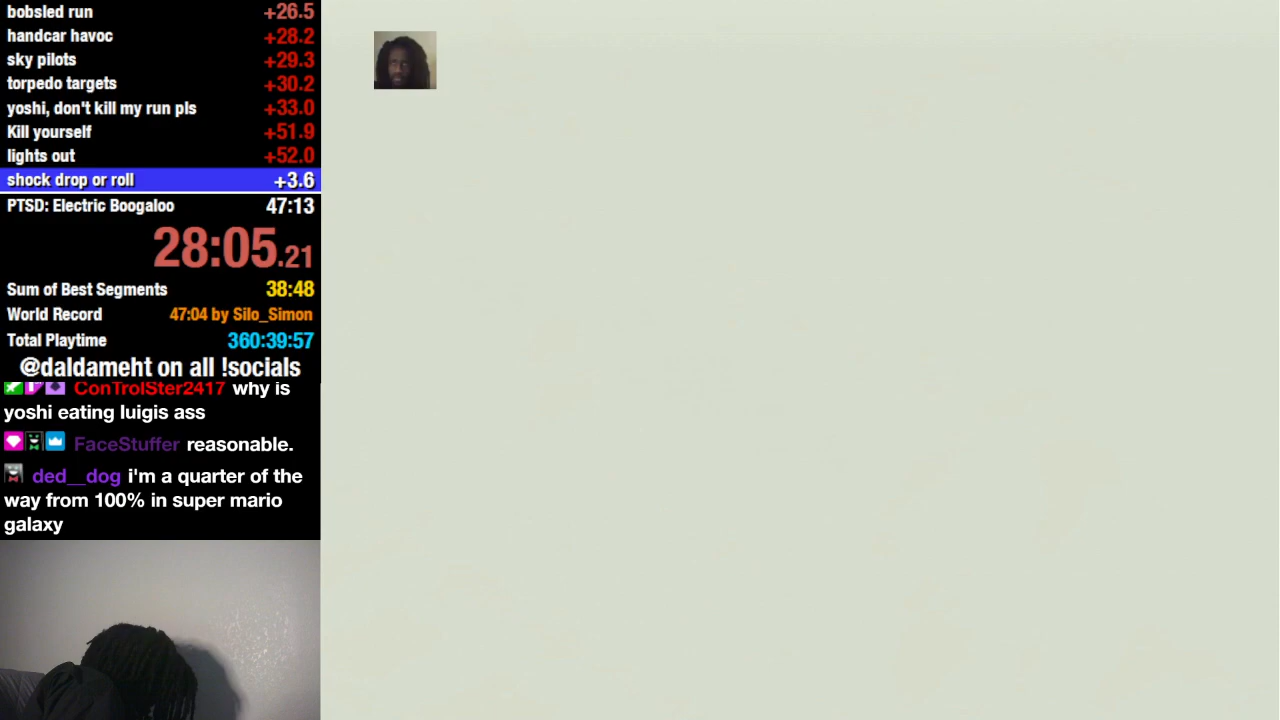 bobsled run +26.5
handcar havoc +28.2
sky pilots +29.3
torpedo targets +30.2
yoshi, don't kill my run pls +33.0
Kill yourself +51.9
lights out +52.0
shock drop or roll +3.6
PTSD: Electric Boogaloo 47:13
28:05.21
Sum of Best Segments 38:48
World Record 47:04 by Silo_Simon
Total Playtime 360:39:57
@daldameht on all !socials
ConTrolSter2417 why is
yoshi eating luigis ass
FaceStuffer reasonable.
ded__dog i'm a quarter of the
way from 100% in super mario
galaxy